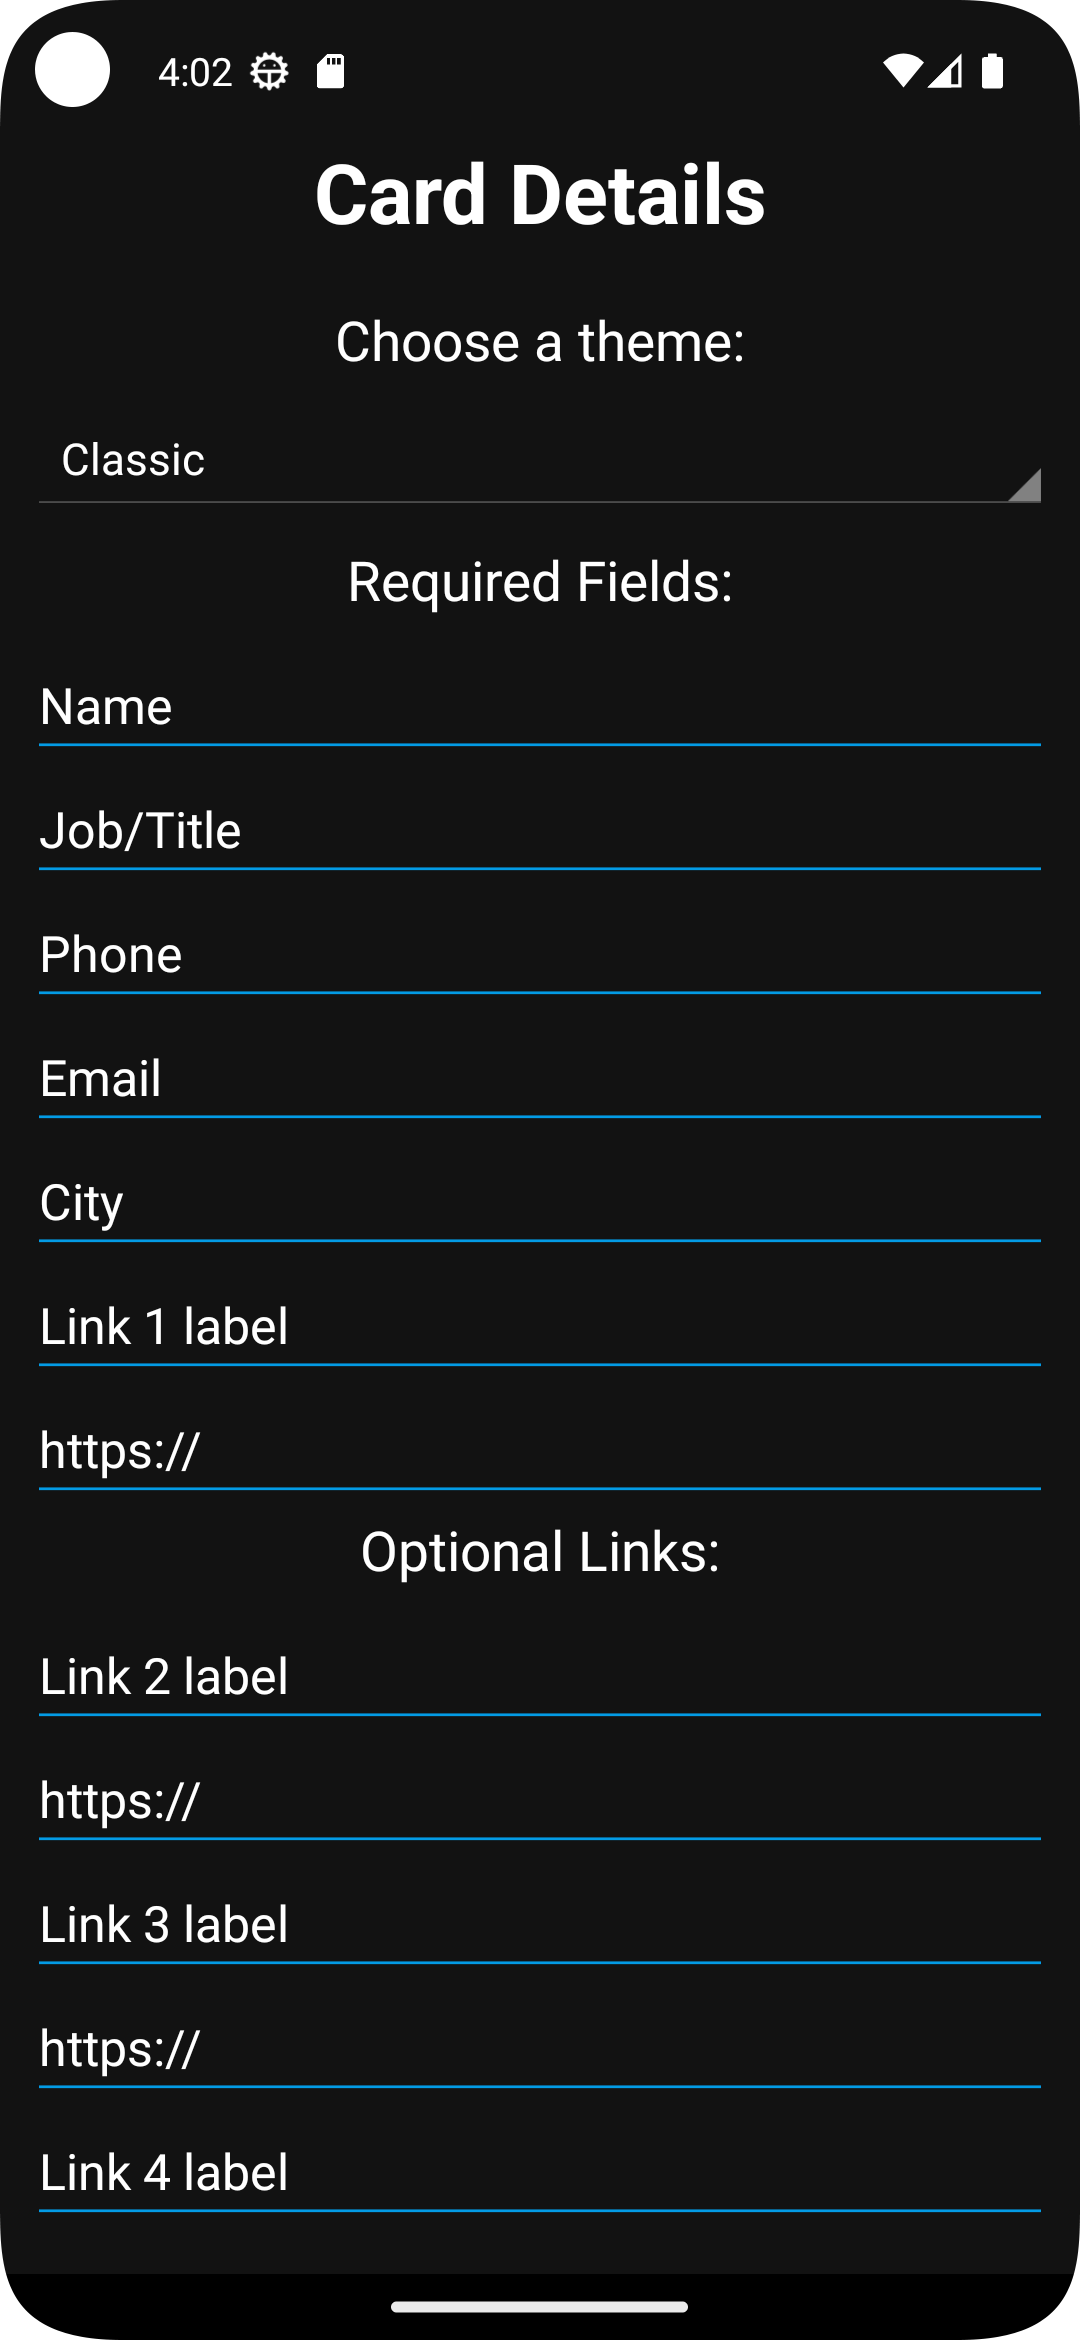 4:02
Card Details
Choose a theme:
Classic
Required Fields:
Name
Job/Title
Phone
Email
City
Link 1 label
https://
Optional Links:
Link 2 label
https://
Link 3 label
https://
Link 4 label